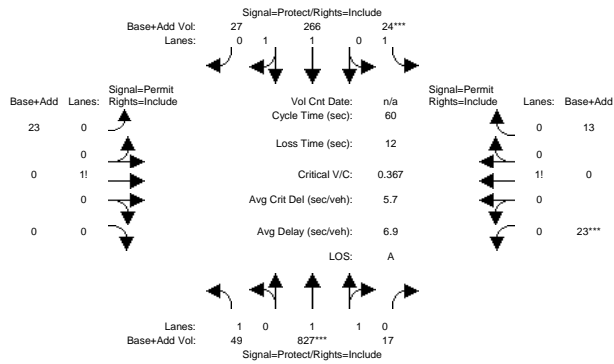 Signal=Protect/Rights=Include
Base+Add Vol: 27 266 24***
Lanes: 0 1 1 0 1
Signal=Permit
Base+Add Lanes: Rights=Include
Vol Cnt Date: n/a
Signal=Permit
Rights=Include Lanes: Base+Add
Cycle Time (sec): 60
23 0 0 13
0 0
Loss Time (sec): 12
0 1! Critical V/C: 0.367 1! 0
0 Avg Crit Del (sec/veh): 5.7 0
0 0 Avg Delay (sec/veh): 6.9 0 23***
LOS: A
Lanes: 1 0 1 1 0
Base+Add Vol: 49 827*** 17
Signal=Protect/Rights=Include